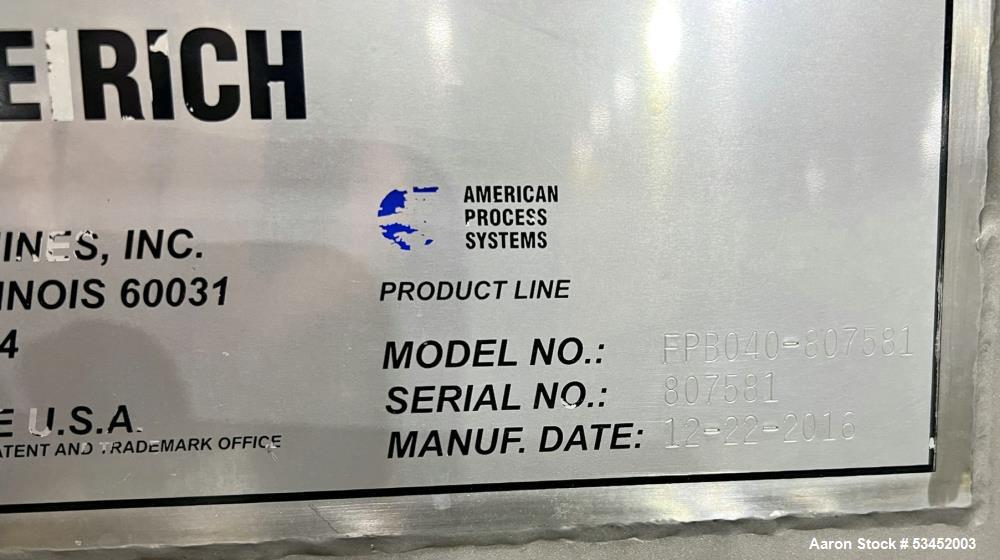 EIRICH
AMERICAN
PROCESS
SYSTEMS
INES, INC.
INOIS 60031
PRODUCT LINE
4
MODEL NO.: FPB040-807581
SERIAL NO.: 807581
E U.S.A.
MANUF. DATE: 12-22-2016
TENT AND TRADEMARK OFFICE
Aaron Stock # 53452003